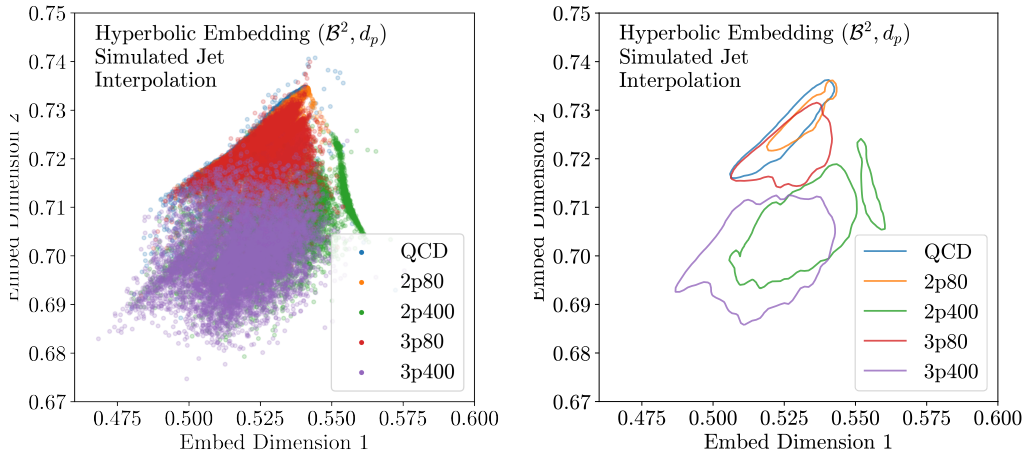 Hyperbolic Embedding (ℬ², dₚ)
Simulated Jet
Interpolation
0.75
0.74
0.73
0.72
0.71
0.70
0.69
0.68
0.67
Embed Dimension 2
QCD
2p80
2p400
3p80
3p400
0.475 0.500 0.525 0.550 0.575 0.600
Embed Dimension 1
Hyperbolic Embedding (ℬ², dₚ)
Simulated Jet
Interpolation
0.75
0.74
0.73
0.72
0.71
0.70
0.69
0.68
0.67
Embed Dimension 2
QCD
2p80
2p400
3p80
3p400
0.475 0.500 0.525 0.550 0.575 0.600
Embed Dimension 1